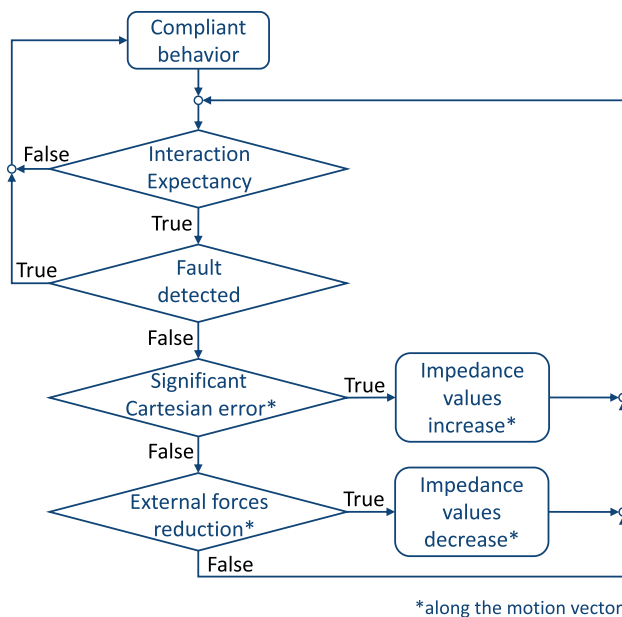 Compliant
behavior
False
Interaction
Expectancy
True
True
Fault
detected
False
Significant
Cartesian error*
True
Impedance
values
increase*
False
External forces
reduction*
True
Impedance
values
decrease*
False
*along the motion vector